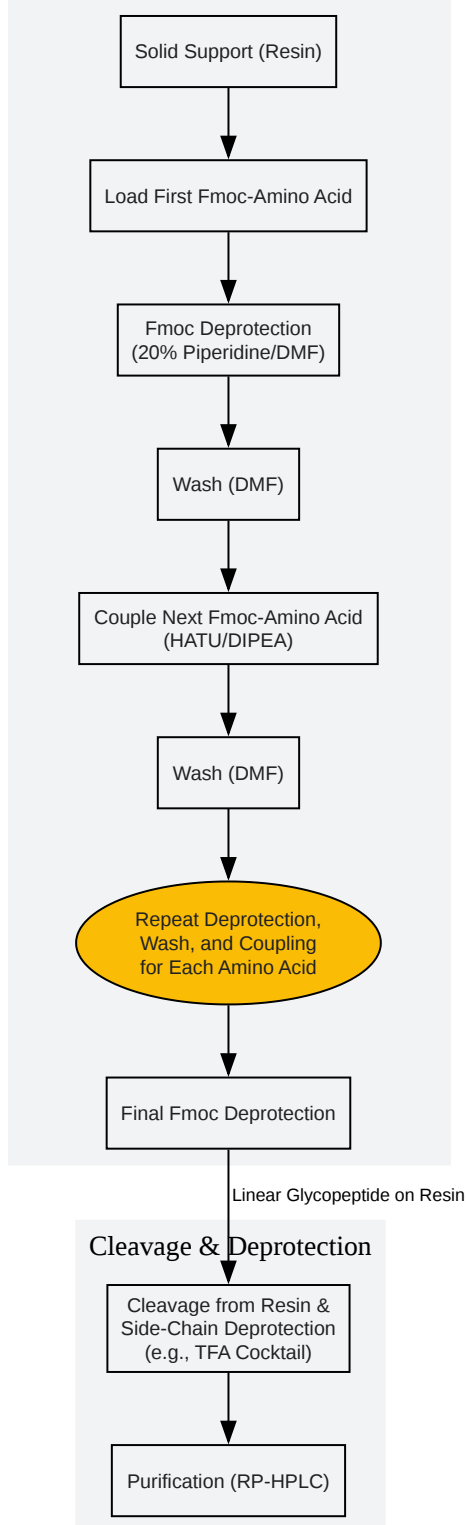 Solid Support (Resin)
Load First Fmoc-Amino Acid
Fmoc Deprotection
(20% Piperidine/DMF)
Wash (DMF)
Couple Next Fmoc-Amino Acid
(HATU/DIPEA)
Wash (DMF)
Repeat Deprotection,
Wash, and Coupling
for Each Amino Acid
Final Fmoc Deprotection
Linear Glycopeptide on Resin
Cleavage & Deprotection
Cleavage from Resin &
Side-Chain Deprotection
(e.g., TFA Cocktail)
Purification (RP-HPLC)